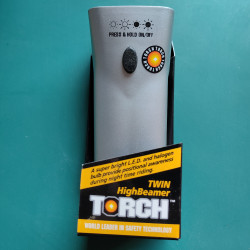 PRESS & HOLD ON/OFF
A super bright L.E.D. and halogen
bulb provide positional awareness
during night time riding.
TWIN
HighBeamer
TORCH™
WORLD LEADER IN SAFETY TECHNOLOGY